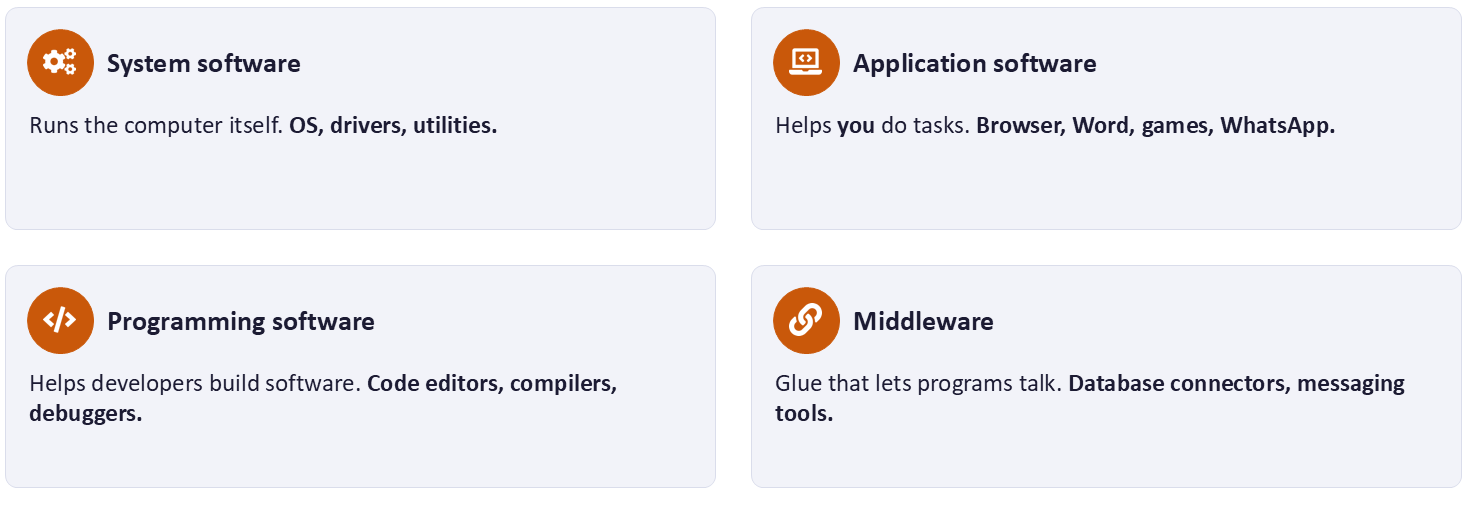 System software
Runs the computer itself. OS, drivers, utilities.
Application software
Helps you do tasks. Browser, Word, games, WhatsApp.
Programming software
Helps developers build software. Code editors, compilers,
debuggers.
Middleware
Glue that lets programs talk. Database connectors, messaging
tools.